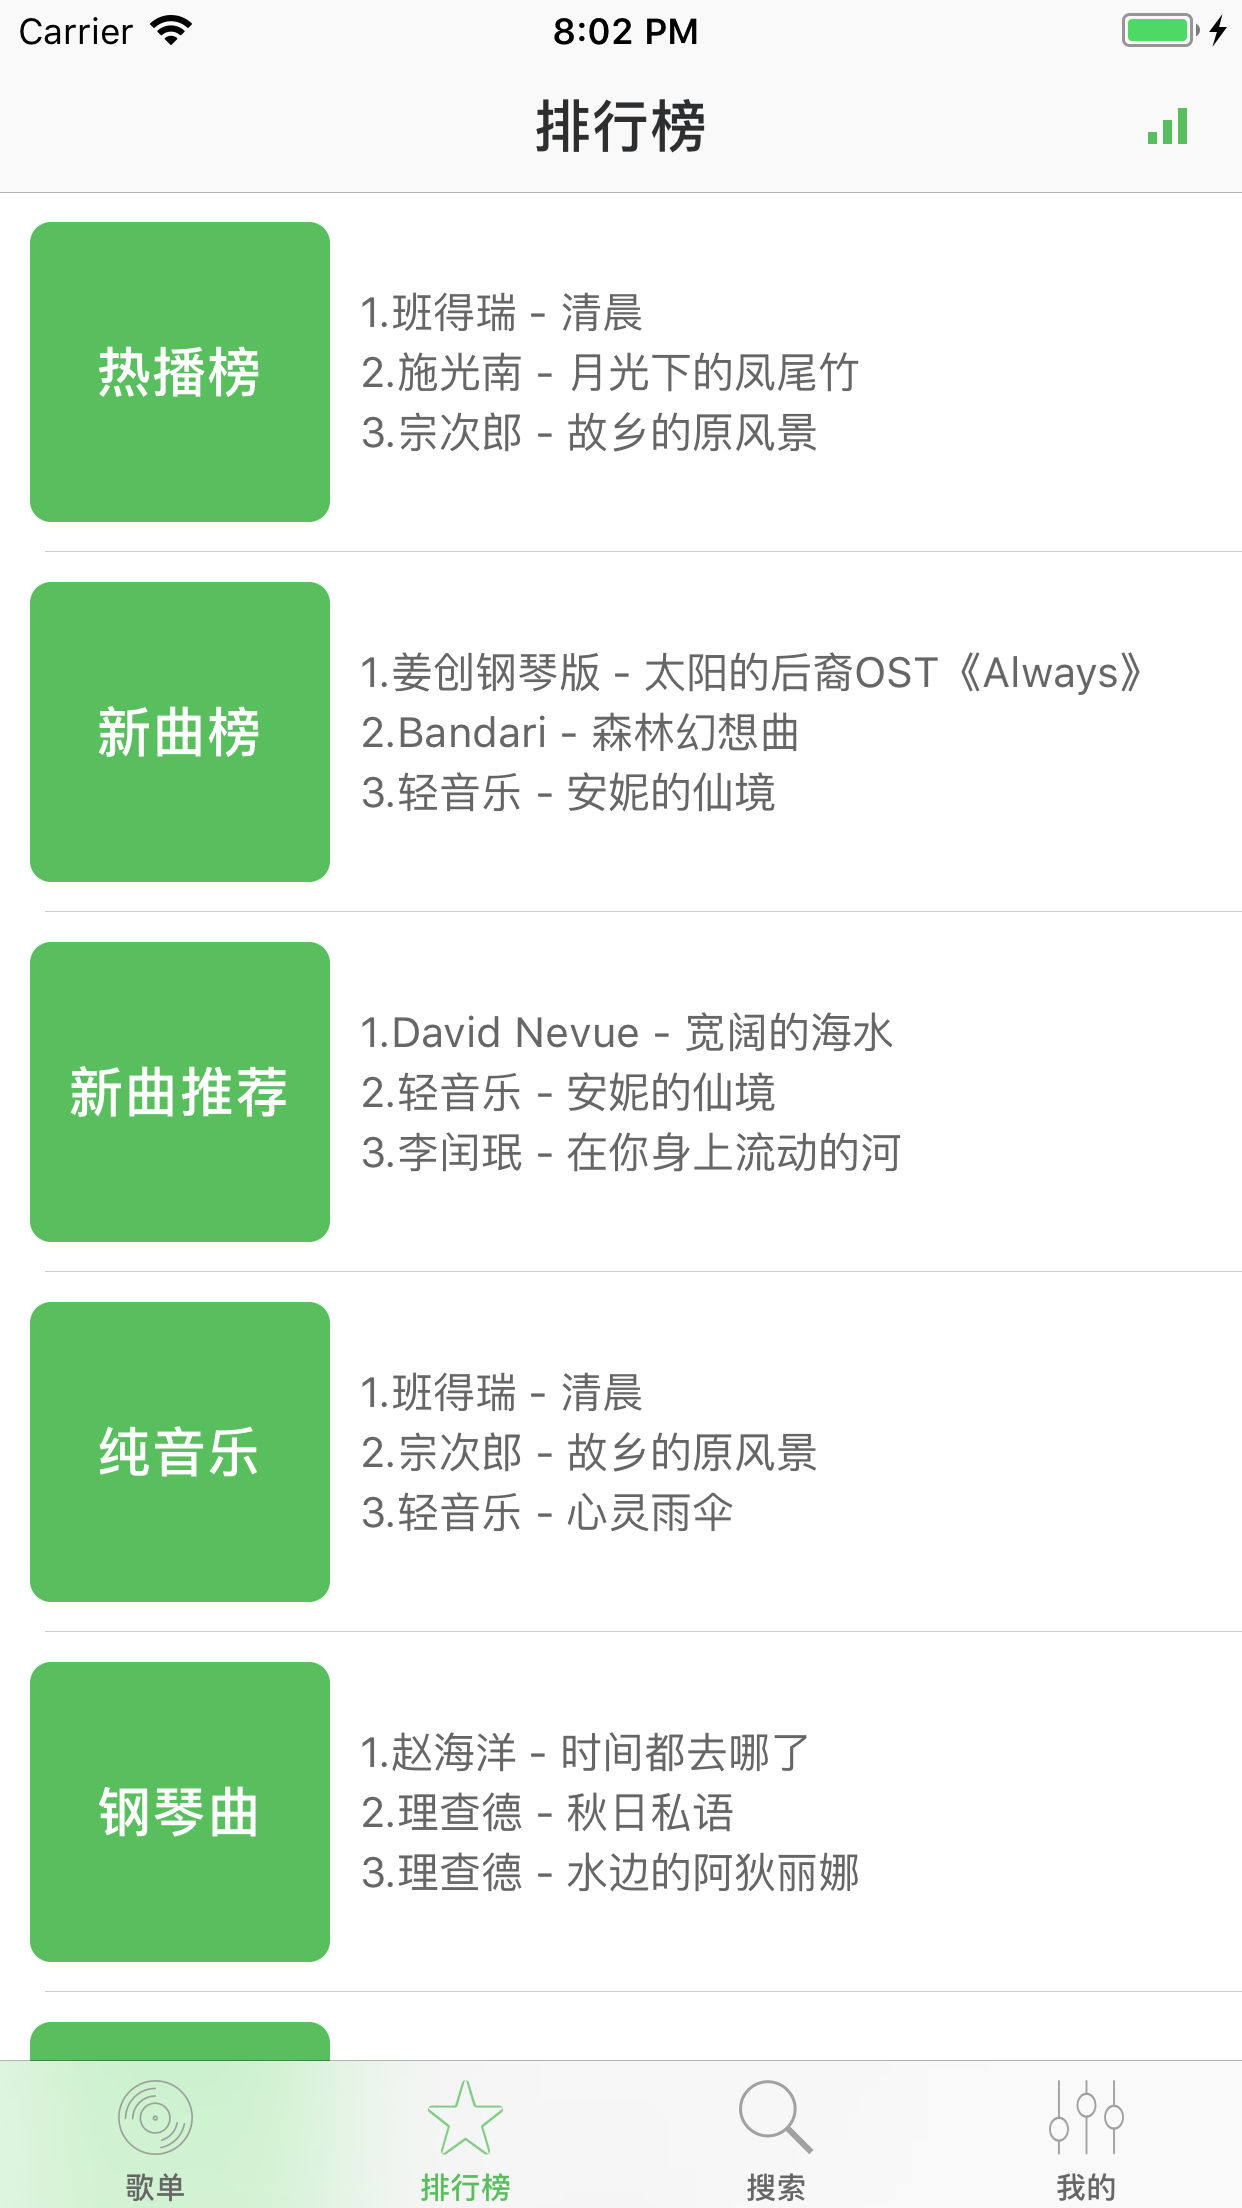 Carrier
8:02 PM
排行榜
热播榜
1.班得瑞 - 清晨
2.施光南 - 月光下的凤尾竹
3.宗次郎 - 故乡的原风景
新曲榜
1.姜创钢琴版 - 太阳的后裔OST《Always》
2.Bandari - 森林幻想曲
3.轻音乐 - 安妮的仙境
新曲推荐
1.David Nevue - 宽阔的海水
2.轻音乐 - 安妮的仙境
3.李闰珉 - 在你身上流动的河
纯音乐
1.班得瑞 - 清晨
2.宗次郎 - 故乡的原风景
3.轻音乐 - 心灵雨伞
钢琴曲
1.赵海洋 - 时间都去哪了
2.理查德 - 秋日私语
3.理查德 - 水边的阿狄丽娜
歌单
排行榜
搜索
我的